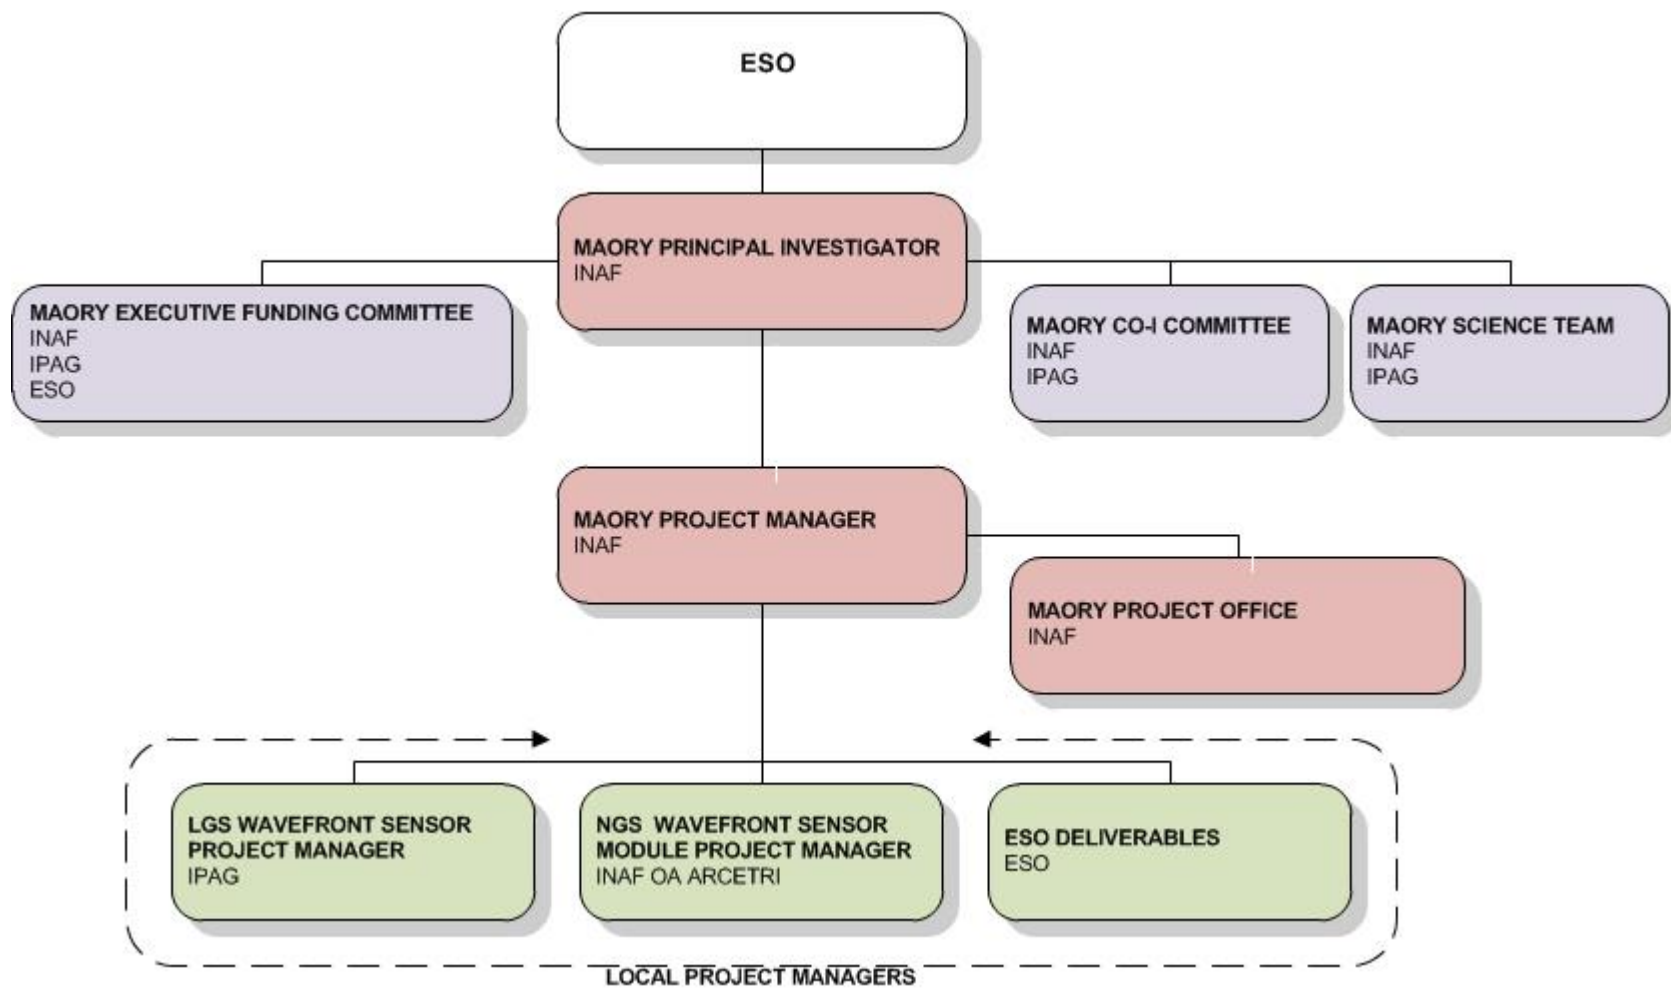 ESO
MAORY PRINCIPAL INVESTIGATOR
INAF
MAORY EXECUTIVE FUNDING COMMITTEE
INAF
IPAG
ESO
MAORY CO-I COMMITTEE
INAF
IPAG
MAORY SCIENCE TEAM
INAF
IPAG
MAORY PROJECT MANAGER
INAF
MAORY PROJECT OFFICE
INAF
LGS WAVEFRONT SENSOR
PROJECT MANAGER
IPAG
NGS WAVEFRONT SENSOR
MODULE PROJECT MANAGER
INAF OA ARCETRI
ESO DELIVERABLES
ESO
LOCAL PROJECT MANAGERS